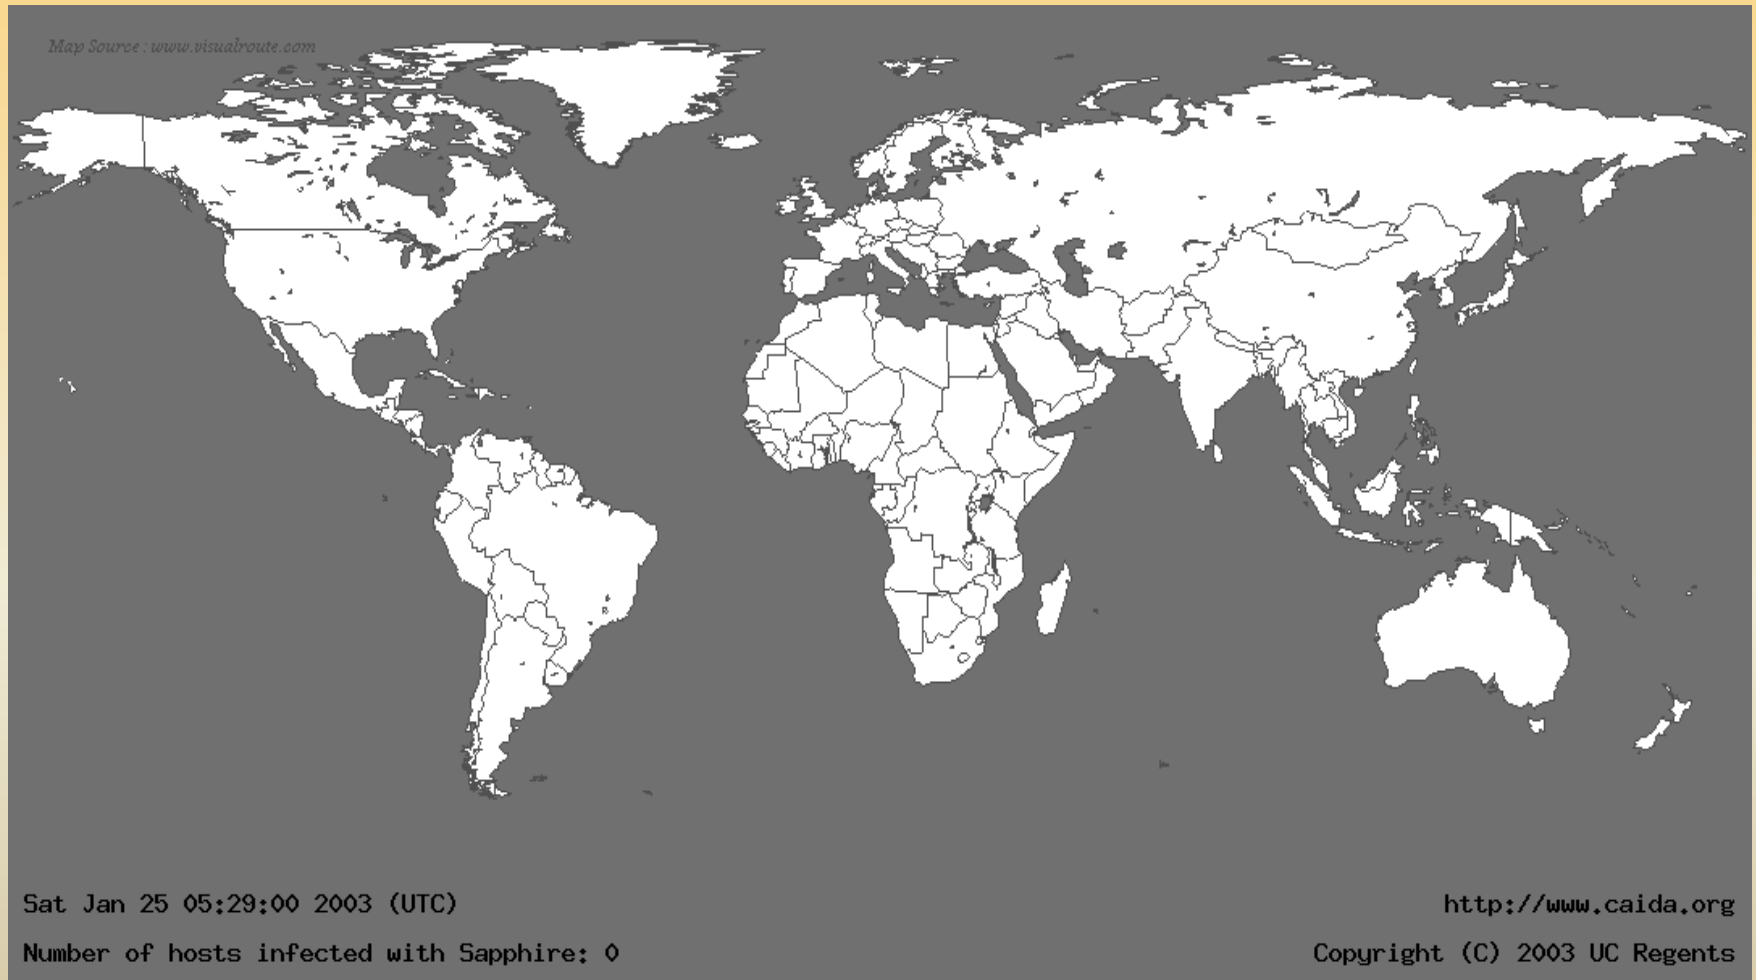 Map Source : www.visualroute.com
Sat Jan 25 05:29:00 2003 (UTC)
http://www.caida.org
Number of hosts infected with Sapphire: 0
Copyright (C) 2003 UC Regents